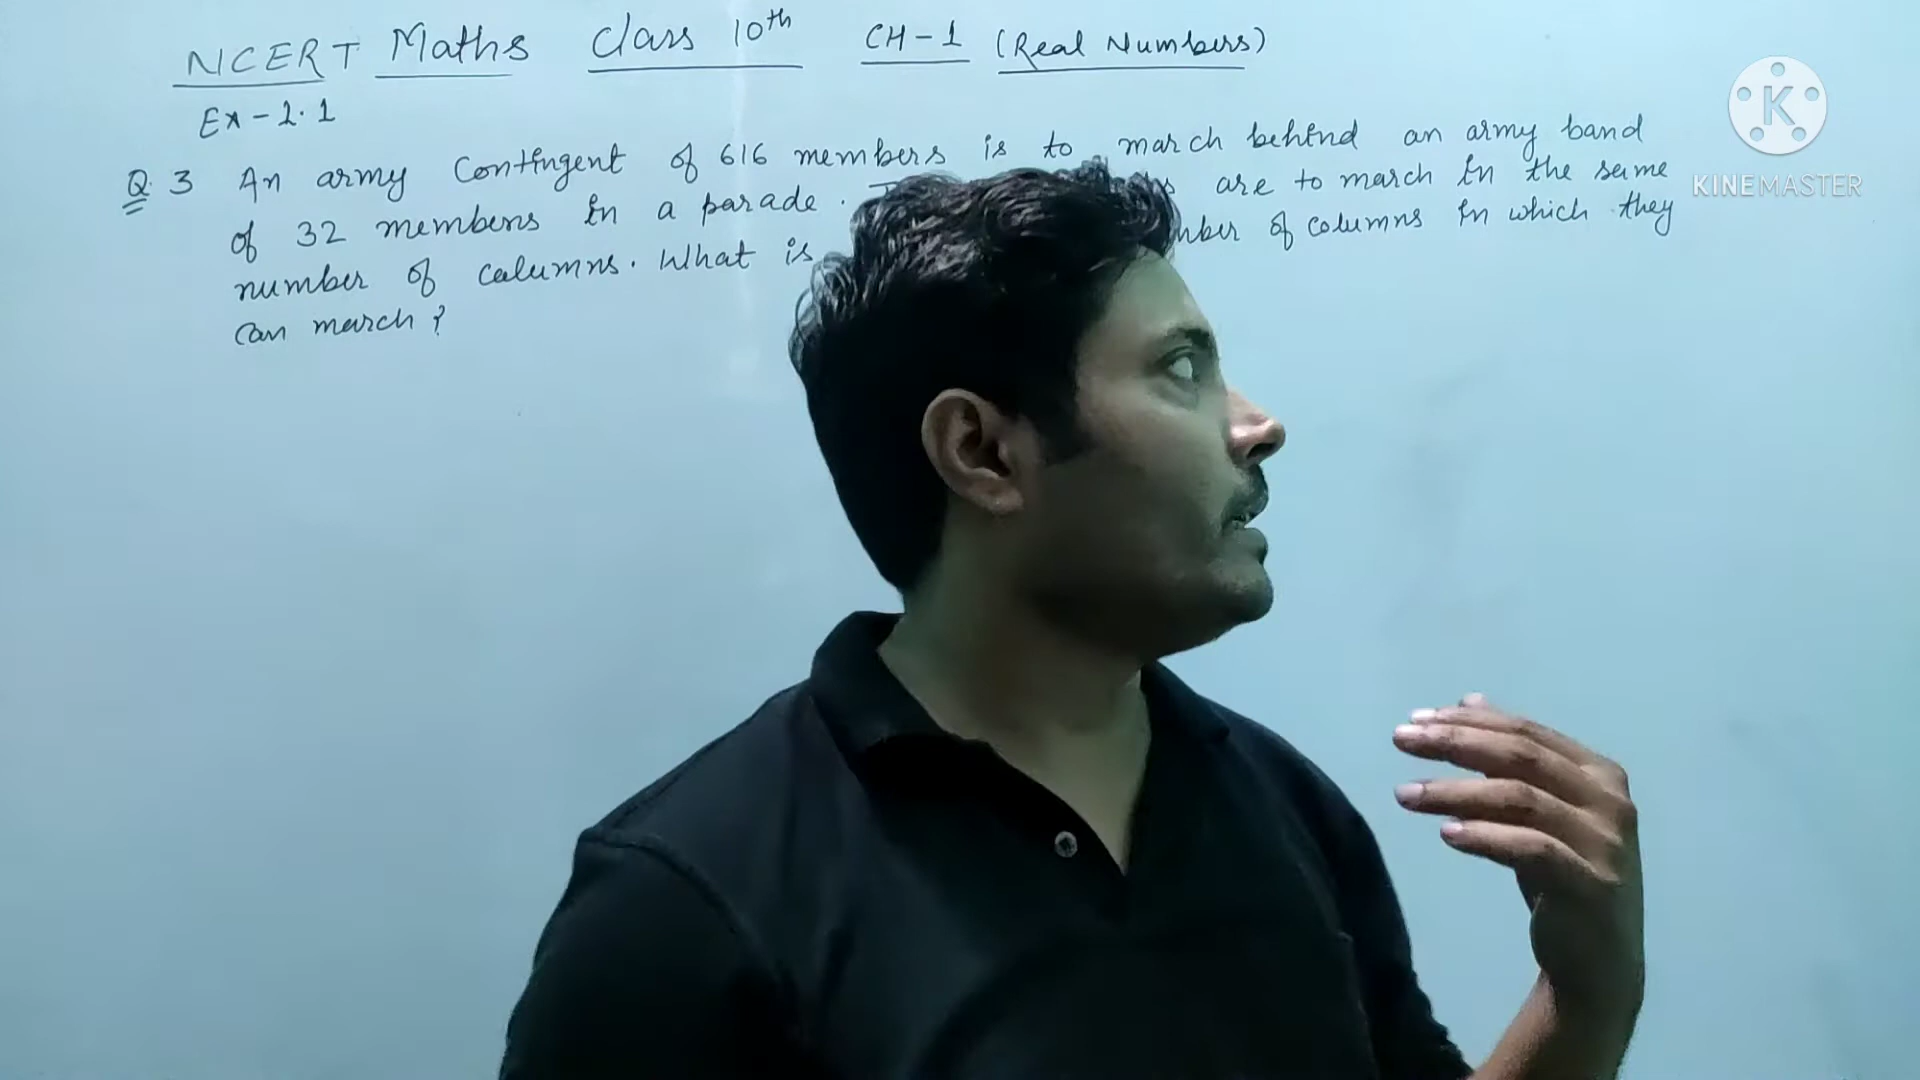 NCERT Maths Class 10th CH-1 (Real Numbers)
Ex-1.1
Q. 3 An army Contingent of 616 members is to march behind an army band
of 32 members in a parade. are to march in the same
number of calumns. What is of columns in which they
can march?
K
KINEMASTER